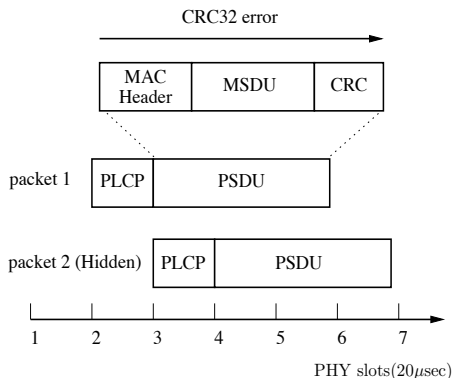 CRC32 error
MAC Header MSDU CRC
packet 1 PLCP PSDU
packet 2 (Hidden) PLCP PSDU
1 2 3 4 5 6 7
PHY slots(20μsec)